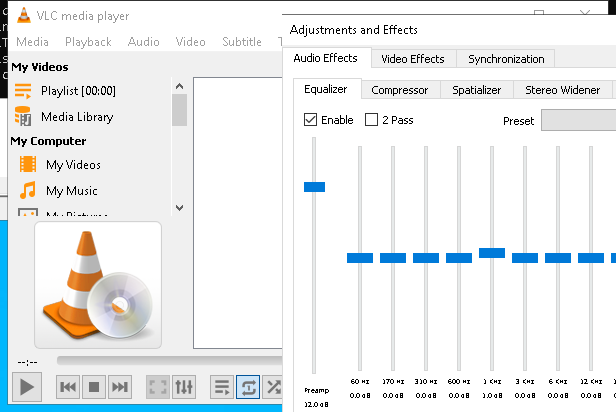 VLC media player
Media Playback Audio Video Subtitle
My Videos
Playlist [00:00]
Media Library
My Computer
My Videos
My Music
My Pictures
--:--
Adjustments and Effects
Audio Effects Video Effects Synchronization
Equalizer Compressor Spatializer Stereo Widener
Enable 2 Pass Preset
60 Hz 170 Hz 310 Hz 600 Hz 1 KHz 3 KHz 6 KHz 12 KHz
Preamp 0.0 dB 0.0 dB 0.0 dB 0.0 dB 1.0 dB 0.0 dB 0.0 dB 0.0 dB
12.0 dB